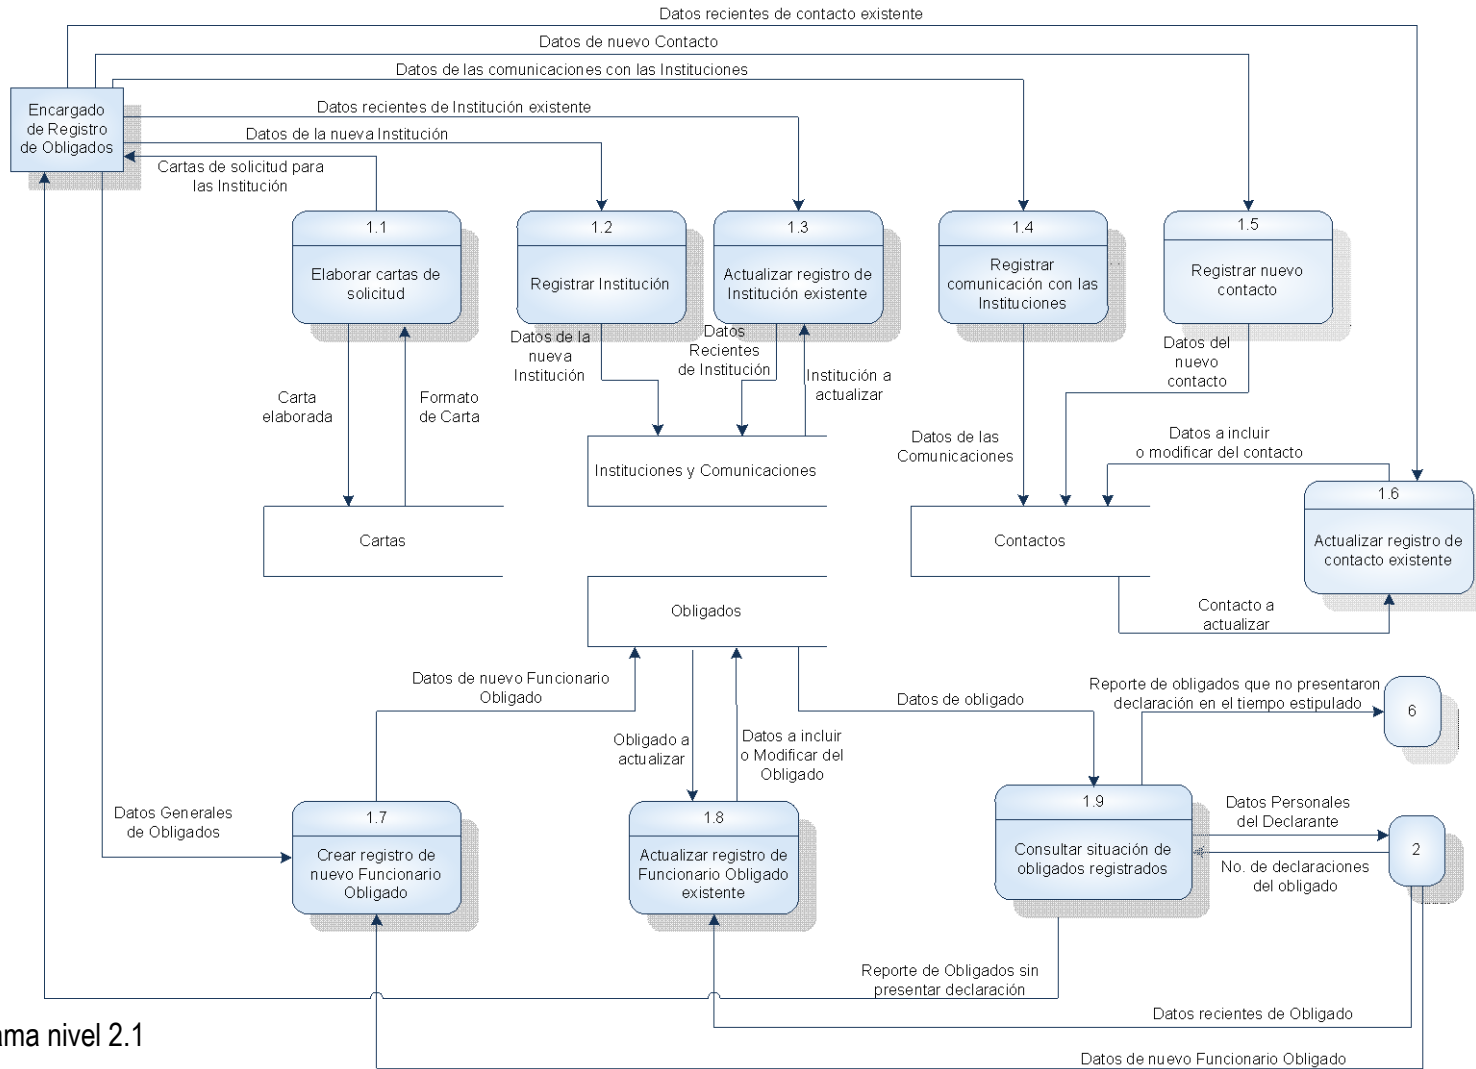 Datos recientes de contacto existente
Datos de nuevo Contacto
Datos de las comunicaciones con las Instituciones
Datos recientes de Institución existente
Datos de la nueva Institución
Encargado
de Registro
de Obligados
Cartas de solicitud para
las Institución
1.1
Elaborar cartas de
solicitud
1.2
Registrar Institución
1.3
Actualizar registro de
Institución existente
1.4
Registrar
comunicación con las
Instituciones
1.5
Registrar nuevo
contacto
Datos de la
nueva
Institución
Datos
Recientes
de Institución
Institución a
actualizar
Datos del
nuevo
contacto
Carta
elaborada
Formato
de Carta
Datos de las
Comunicaciones
Datos a incluir
o modificar del contacto
Instituciones y Comunicaciones
1.6
Actualizar registro de
contacto existente
Cartas
Contactos
Obligados
Contacto a
actualizar
Datos de nuevo Funcionario
Obligado
Datos de obligado
Reporte de obligados que no presentaron
declaración en el tiempo estipulado
6
Obligado a
actualizar
Datos a incluir
o Modificar del
Obligado
Datos Generales
de Obligados
1.7
Crear registro de
nuevo Funcionario
Obligado
1.8
Actualizar registro de
Funcionario Obligado
existente
1.9
Consultar situación de
obligados registrados
Datos Personales
del Declarante
2
No. de declaraciones
del obligado
Reporte de Obligados sin
presentar declaración
Datos recientes de Obligado
Datos de nuevo Funcionario Obligado
ama nivel 2.1